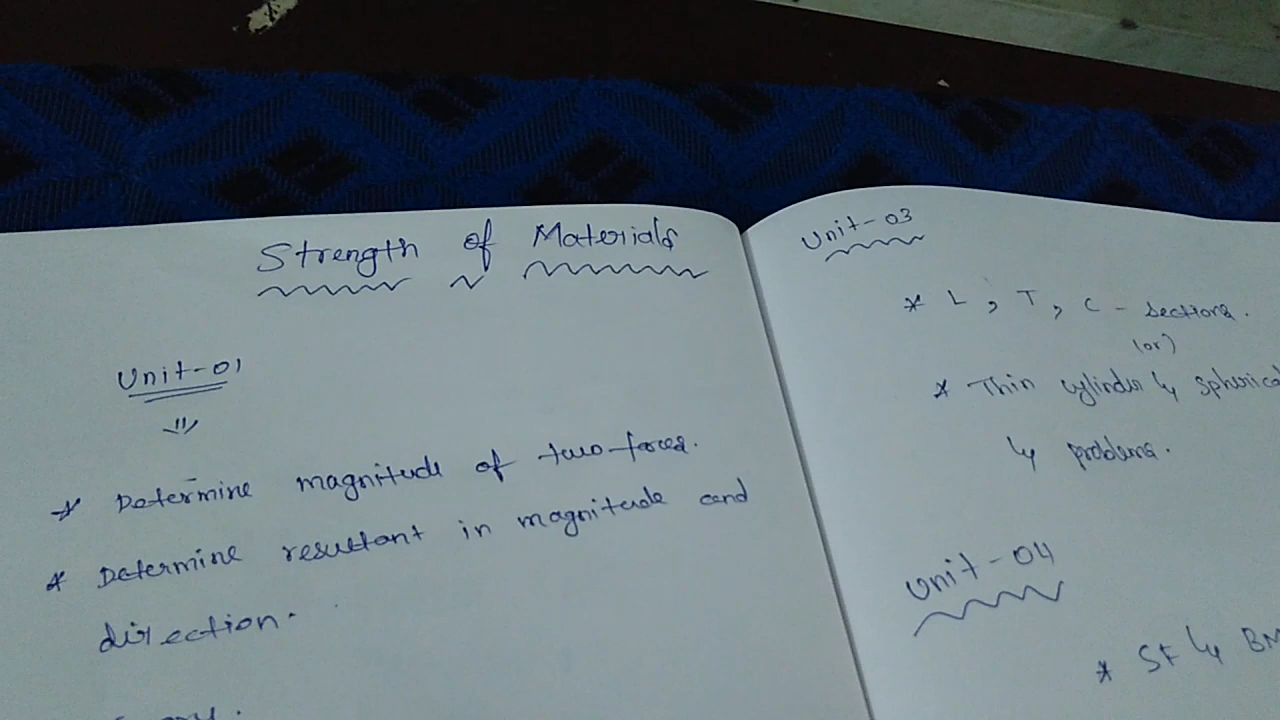 Strength of Materials
Unit-01
* Determine magnitude of two forces.
* Determine resultant in magnitude and
direction.
Unit-03
* L, T, C - Sections.
(or)
* Thin cylinder & spherical
& problems.
Unit-04
* SF & BM